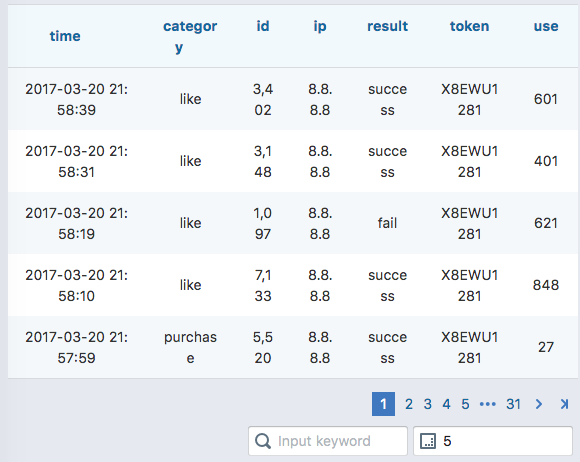 time category id ip result token use
2017-03-20 21:58:39 like 3,402 8.8.8.8 success X8EWU1281 601
2017-03-20 21:58:31 like 3,148 8.8.8.8 success X8EWU1281 401
2017-03-20 21:58:19 like 1,097 8.8.8.8 fail X8EWU1281 621
2017-03-20 21:58:10 like 7,133 8.8.8.8 success X8EWU1281 848
2017-03-20 21:57:59 purchase 5,520 8.8.8.8 success X8EWU1281 27
1 2 3 4 5 ••• 31
Input keyword 5